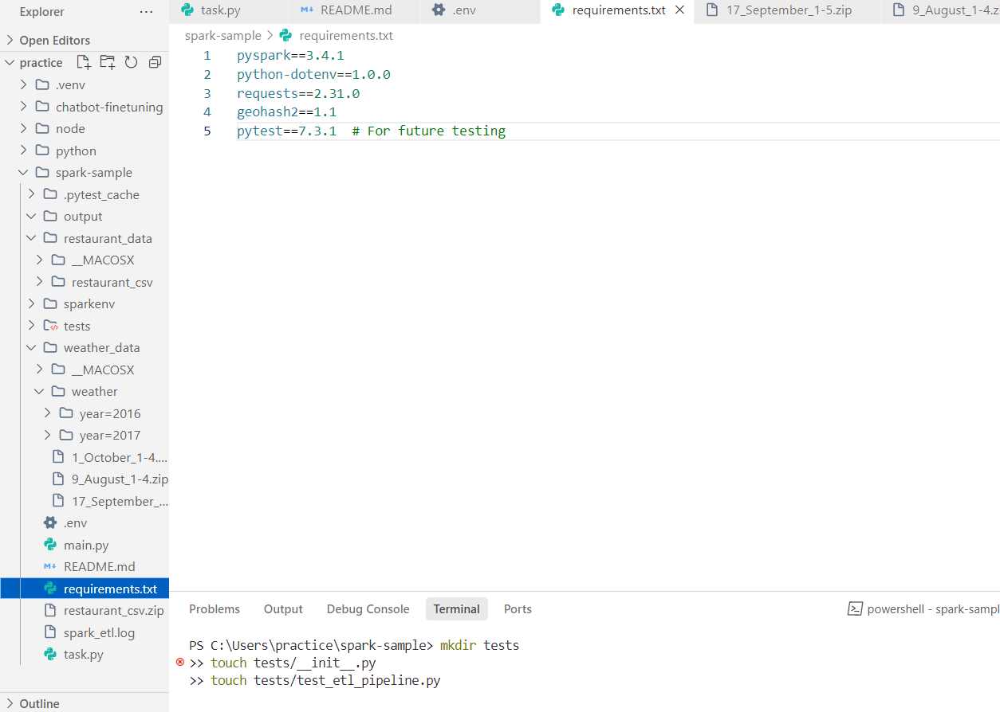 Explorer ...
Open Editors
practice
.venv
chatbot-finetuning
node
python
spark-sample
.pytest_cache
output
restaurant_data
__MACOSX
restaurant_csv
sparkenv
tests
weather_data
__MACOSX
weather
year=2016
year=2017
1_October_1-4....
9_August_1-4.zip
17_September_...
.env
main.py
README.md
requirements.txt
restaurant_csv.zip
spark_etl.log
task.py
Outline
task.py README.md .env requirements.txt 17_September_1-5.zip 9_August_1-4.z
spark-sample > requirements.txt
1 pyspark==3.4.1
2 python-dotenv==1.0.0
3 requests==2.31.0
4 geohash2==1.1
5 pytest==7.3.1  # For future testing
Problems Output Debug Console Terminal Ports powershell - spark-sampl
PS C:\Users\practice\spark-sample> mkdir tests
>> touch tests/__init__.py
>> touch tests/test_etl_pipeline.py